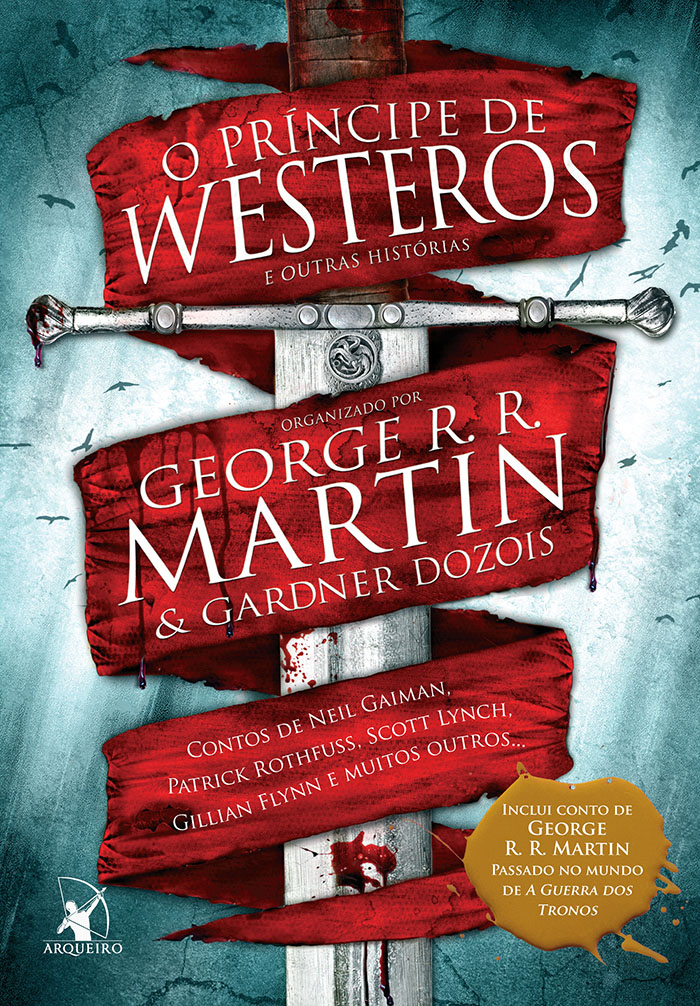 O PRÍNCIPE DE
WESTEROS
E OUTRAS HISTÓRIAS
ORGANIZADO POR
GEORGE R. R.
MARTIN
& GARDNER DOZOIS
CONTOS DE NEIL GAIMAN,
PATRICK ROTHFUSS, SCOTT LYNCH,
GILLIAN FLYNN E MUITOS OUTROS...
INCLUI CONTO DE
GEORGE
R. R. MARTIN
PASSADO NO MUNDO
DE A GUERRA DOS
TRONOS
ARQUEIRO